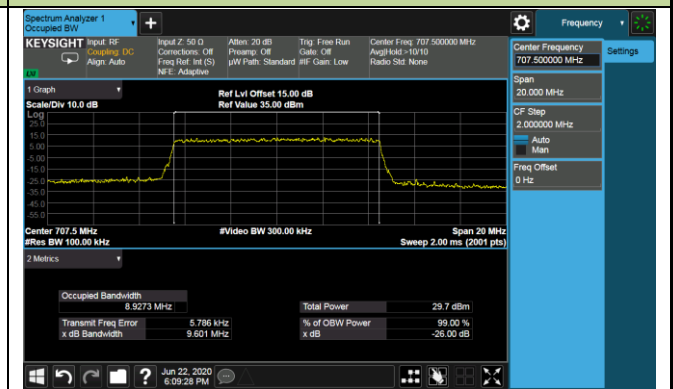 Spectrum Analyzer 1
Occupied BW
Frequency
KEYSIGHT
Input: RF
Coupling: DC
Align: Auto
Input Z: 50 Ω
Corrections: Off
Freq Ref: Int (S)
NFE: Adaptive
Atten: 20 dB
Preamp: Off
µW Path: Standard
Trig: Free Run
Gate: Off
#IF Gain: Low
Center Freq: 707.500000 MHz
Avg|Hold:>10/10
Radio Std: None
1 Graph
Scale/Div 10.0 dB
Ref Lvl Offset 15.00 dB
Ref Value 35.00 dBm
Log
25.0
15.0
5.00
-5.00
-15.0
-25.0
-35.0
-45.0
-55.0
Center 707.5 MHz
#Video BW 300.00 kHz
Span 20 MHz
#Res BW 100.00 kHz
Sweep 2.00 ms (2001 pts)
2 Metrics
Occupied Bandwidth
8.9273 MHz
Total Power 29.7 dBm
Transmit Freq Error 5.786 kHz
% of OBW Power 99.00 %
x dB Bandwidth 9.601 MHz
x dB -26.00 dB
Jun 22, 2020
6:09:28 PM
Center Frequency
707.500000 MHz
Settings
Span
20.000 MHz
CF Step
2.000000 MHz
Auto
Man
Freq Offset
0 Hz